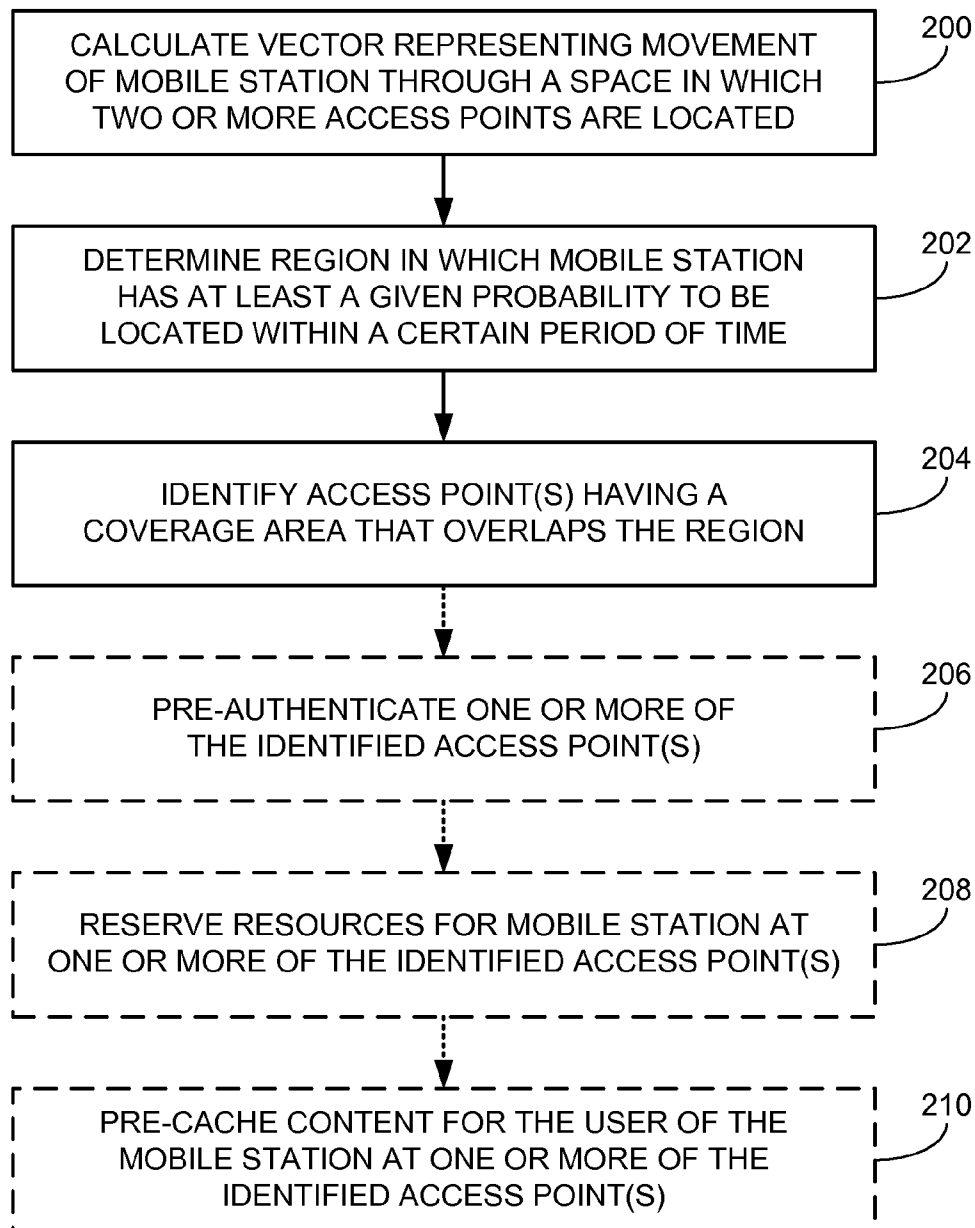 CALCULATE VECTOR REPRESENTING MOVEMENT
OF MOBILE STATION THROUGH A SPACE IN WHICH
TWO OR MORE ACCESS POINTS ARE LOCATED
200
DETERMINE REGION IN WHICH MOBILE STATION
HAS AT LEAST A GIVEN PROBABILITY TO BE
LOCATED WITHIN A CERTAIN PERIOD OF TIME
202
IDENTIFY ACCESS POINT(S) HAVING A
COVERAGE AREA THAT OVERLAPS THE REGION
204
PRE-AUTHENTICATE ONE OR MORE OF
THE IDENTIFIED ACCESS POINT(S)
206
RESERVE RESOURCES FOR MOBILE STATION AT
ONE OR MORE OF THE IDENTIFIED ACCESS POINT(S)
208
PRE-CACHE CONTENT FOR THE USER OF THE
MOBILE STATION AT ONE OR MORE OF THE
IDENTIFIED ACCESS POINT(S)
210